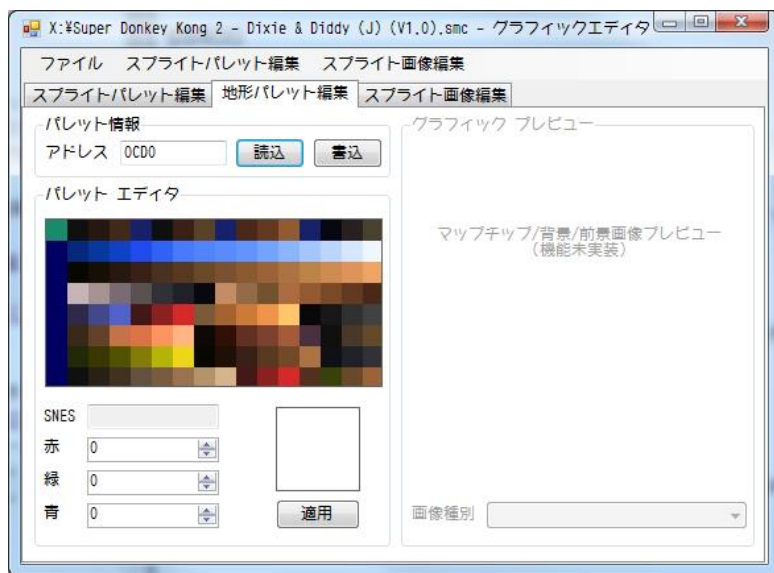 X:¥Super Donkey Kong 2 - Dixie & Diddy (J) (V1.0).smc - グラフィックエディタ
ファイル スプライトパレット編集 スプライト画像編集
スプライトパレット編集 地形パレット編集 スプライト画像編集
パレット情報
アドレス 0CD0 読込 書込
パレット エディタ
SNES
赤 0
緑 0
青 0
適用
グラフィック プレビュー
マップチップ/背景/前景画像プレビュー
(機能未実装)
画像種別